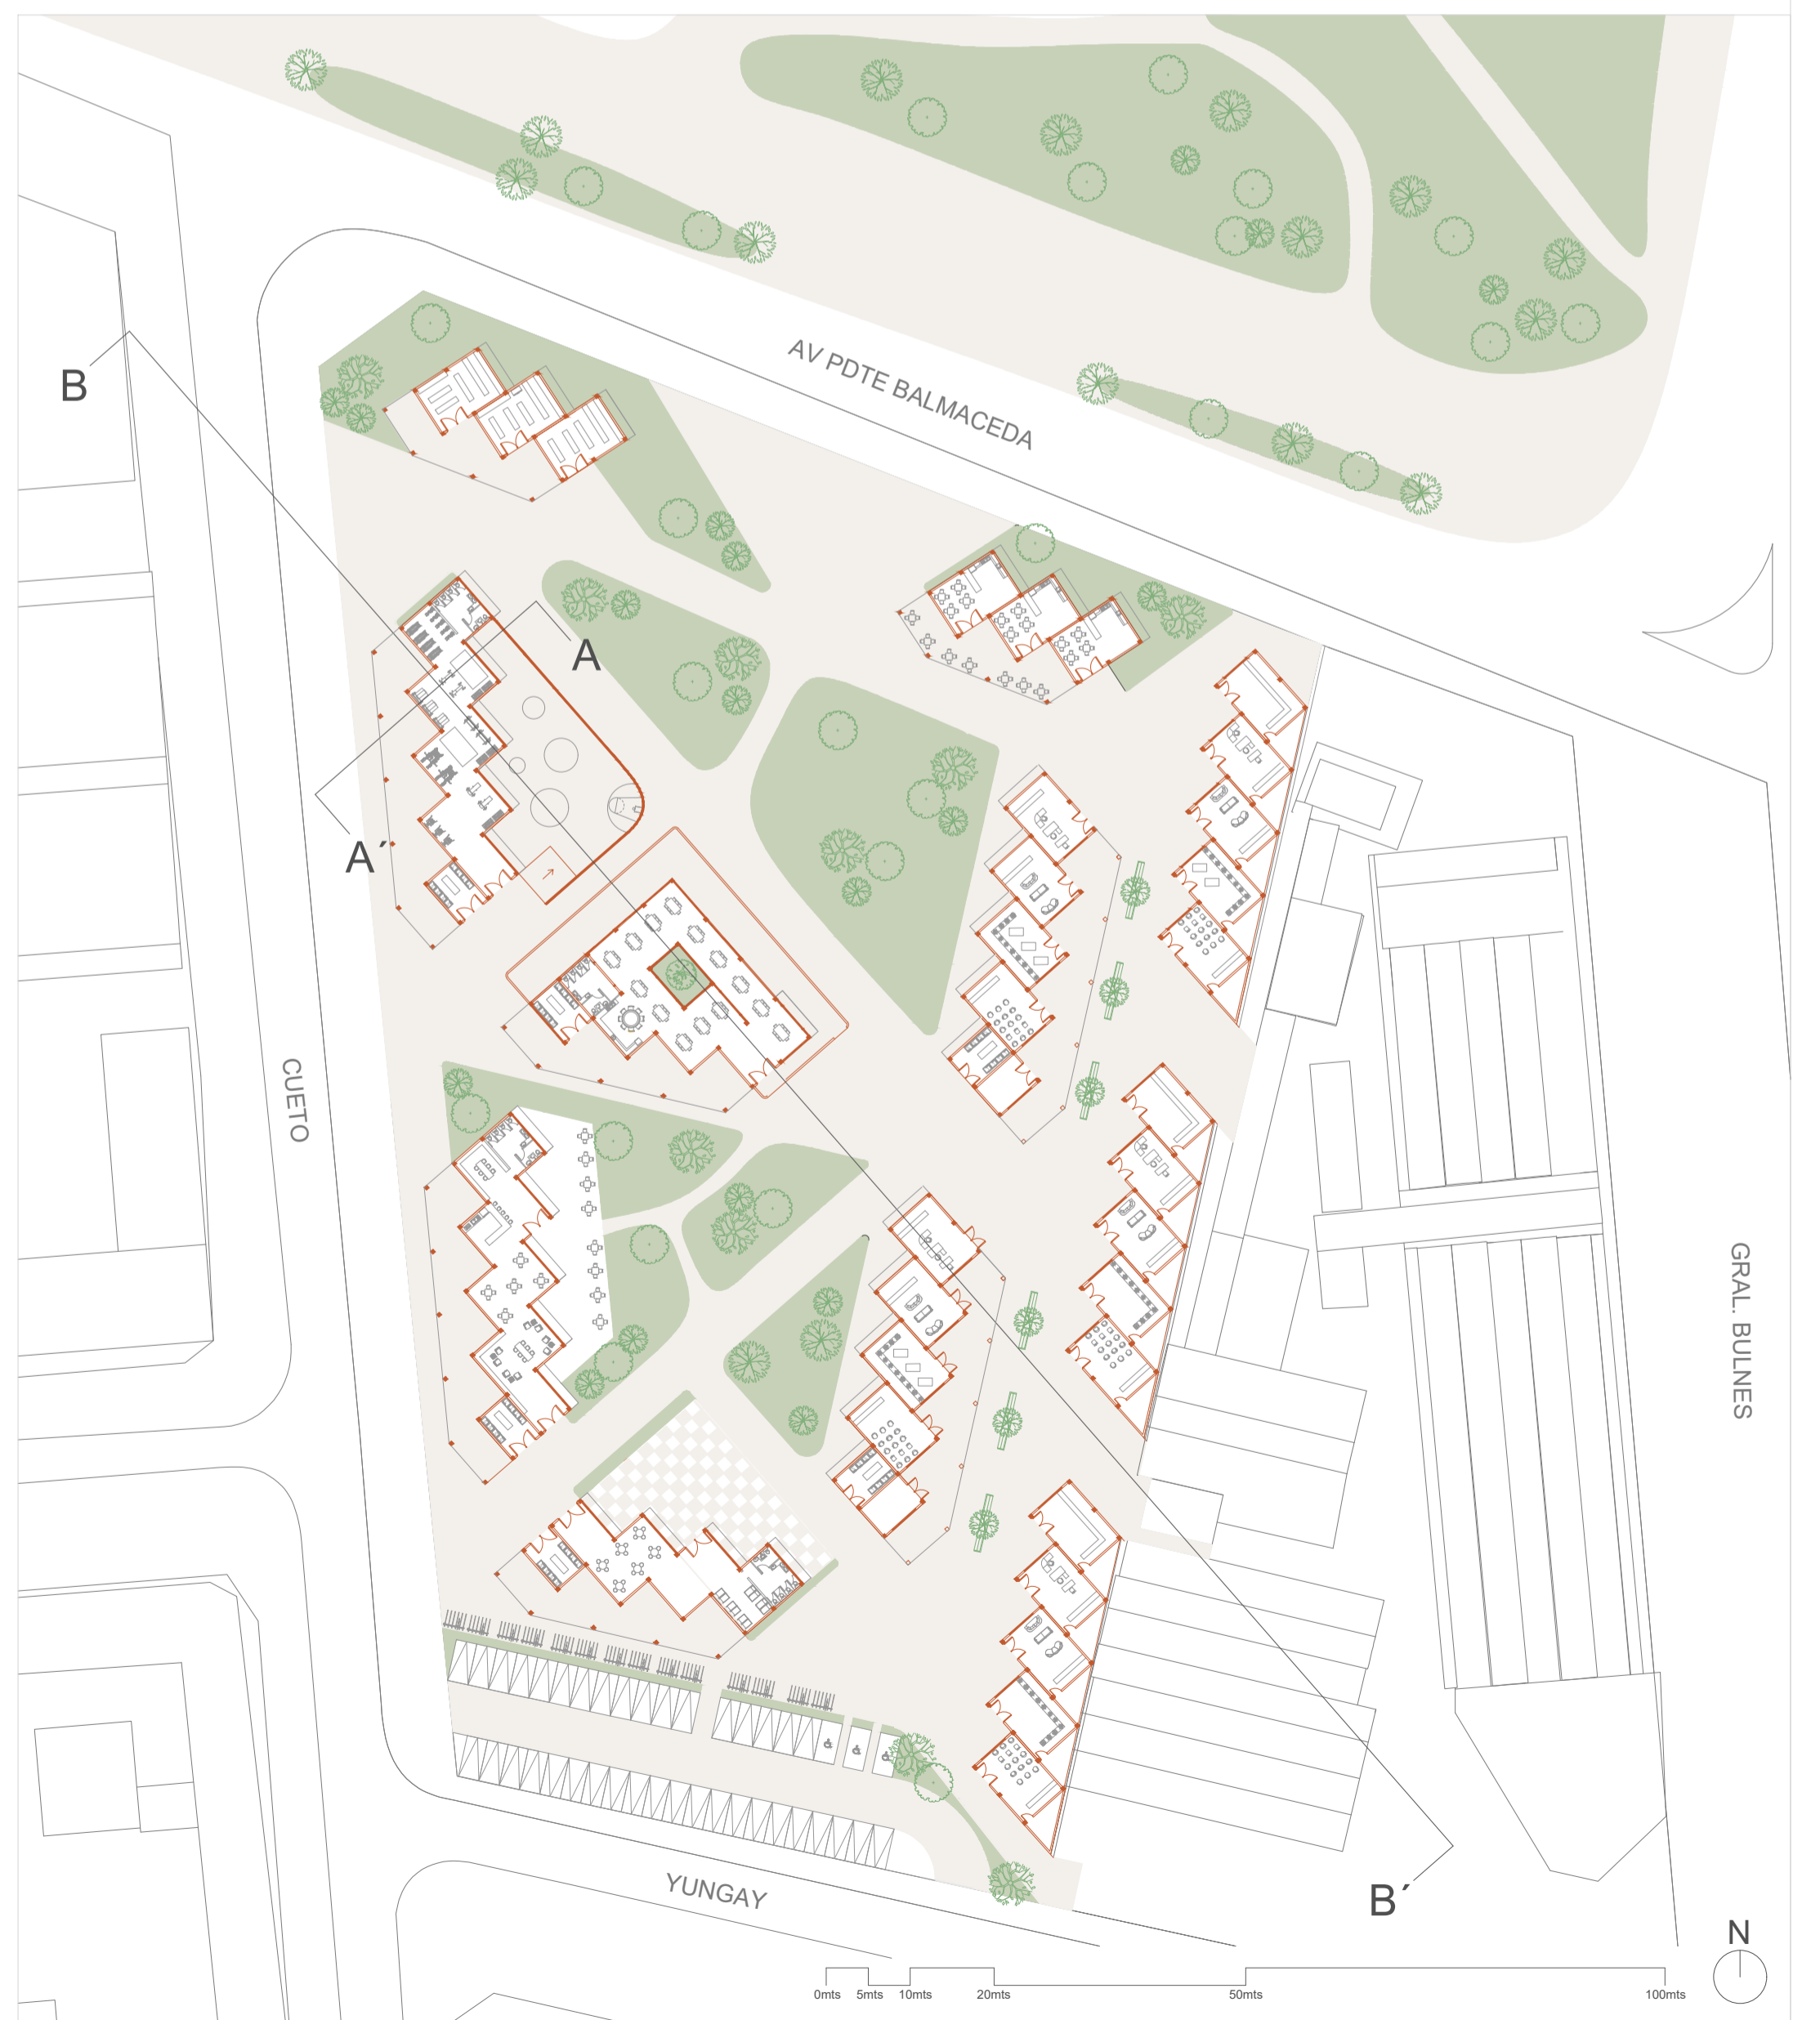 AV PDTE BALMACEDA
B
A
A´
CUETO
GRAL. BULNES
YUNGAY
B´
N
0mts 5mts 10mts 20mts 50mts 100mts